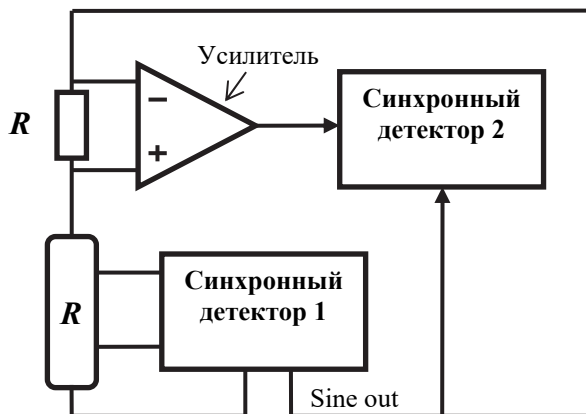 Усилитель
Синхронный
детектор 2
R
−
+
Синхронный
детектор 1
R
Sine out